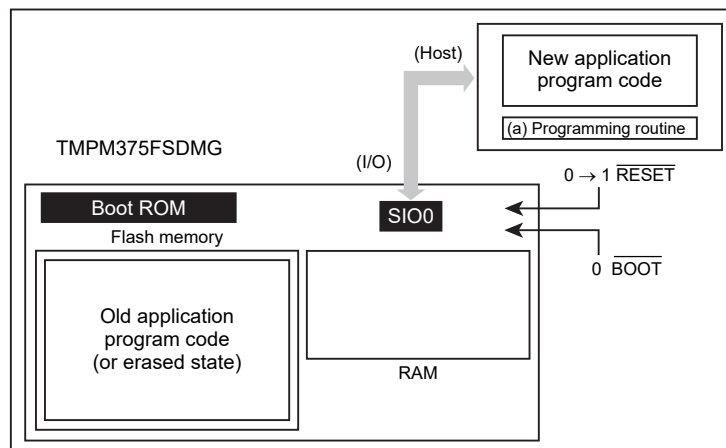 (Host)
New application
program code
(a) Programming routine
TMPM375FSDMG
(I/O)
0 → 1 RESET
Boot ROM
SIO0
Flash memory
0 BOOT
Old application
program code
(or erased state)
RAM